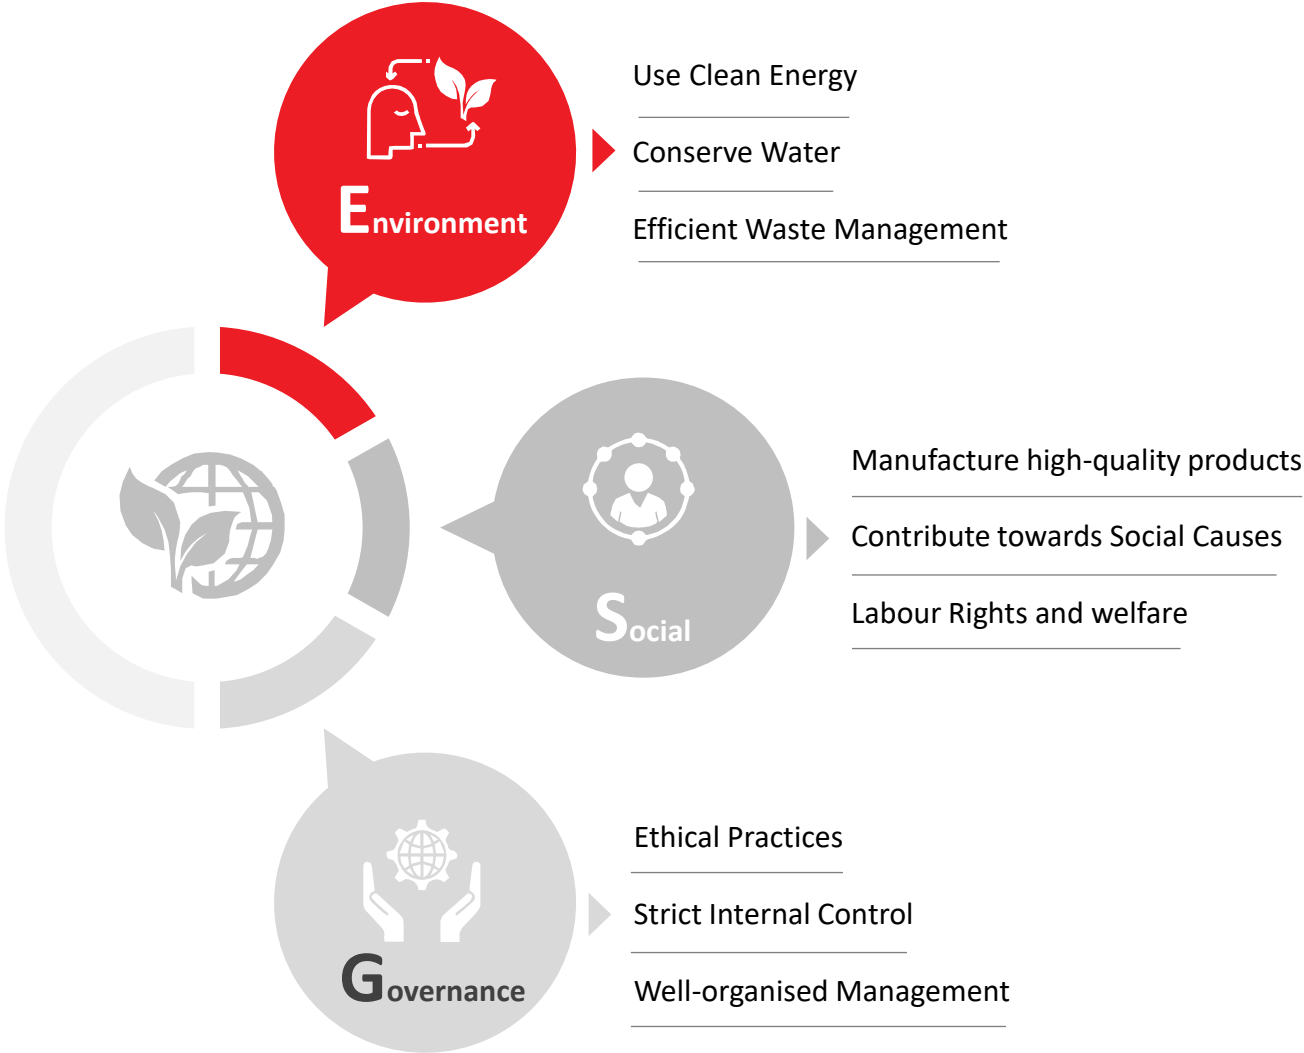 Environment
Use Clean Energy
Conserve Water
Efficient Waste Management
Social
Manufacture high-quality products
Contribute towards Social Causes
Labour Rights and welfare
Governance
Ethical Practices
Strict Internal Control
Well-organised Management